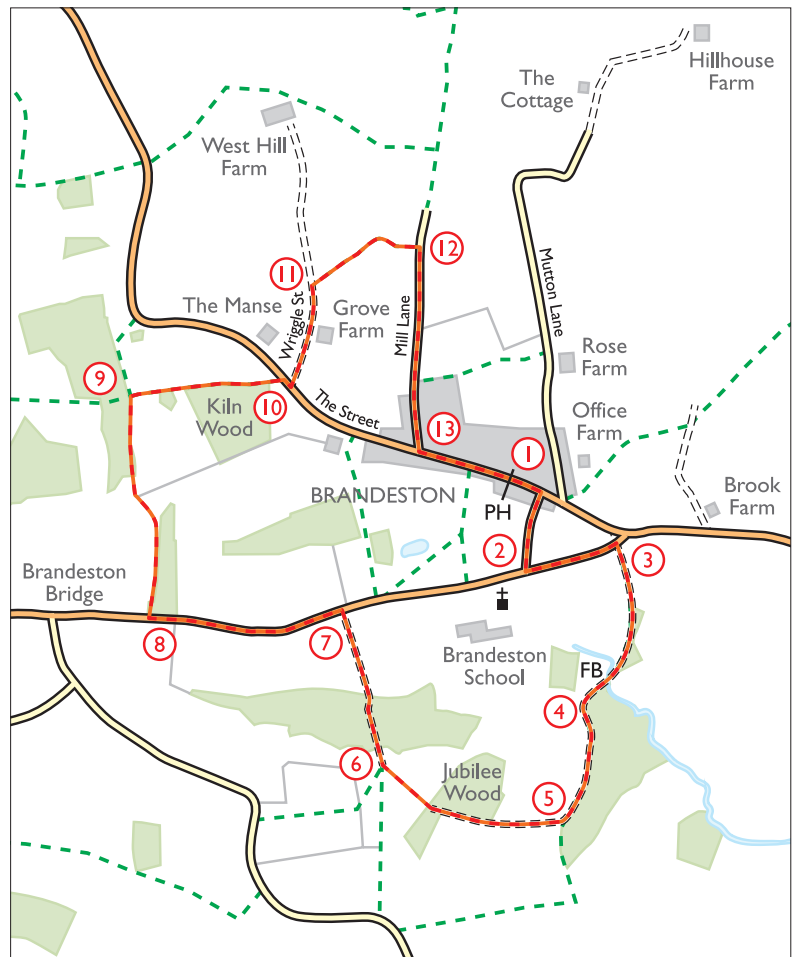 Hillhouse
Farm
The
Cottage
West Hill
Farm
11
12
Mutton Lane
The Manse
Wriggle St
Grove
Farm
Mill Lane
Rose
Farm
9
Kiln
Wood
10
The Street
Office
Farm
13
1
BRANDESTON
PH
Brook
Farm
2
3
Brandeston
Bridge
8
7
Brandeston
School
FB
4
6
Jubilee
Wood
5